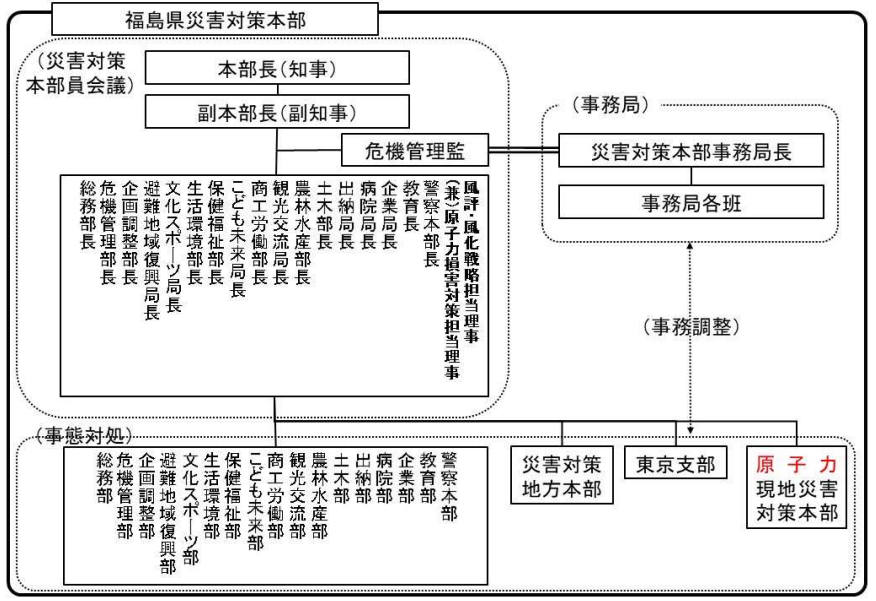 福島県災害対策本部
（災害対策
本部員会議）
本部長（知事）
副本部長（副知事）
危機管理監
（事務局）
災害対策本部事務局長
事務局各班
総務部長
危機管理部長
企画調整部長
避難地域復興局長
文化スポーツ局長
生活環境部長
保健福祉部長
こども未来局長
商工労働部長
観光交流局長
農林水産部長
土木部長
出納局長
病院局長
企業局長
教育長
警察本部長
（兼）原子力損害対策担当理事
風評・風化戦略担当理事
（事務調整）
（事態対処）
総務部
危機管理部
企画調整部
避難地域復興部
文化スポーツ部
生活環境部
保健福祉部
こども未来部
商工労働部
観光交流部
農林水産部
土木部
出納部
病院部
企業部
教育部
警察本部
災害対策
地方本部
東京支部
原子力
現地災害
対策本部